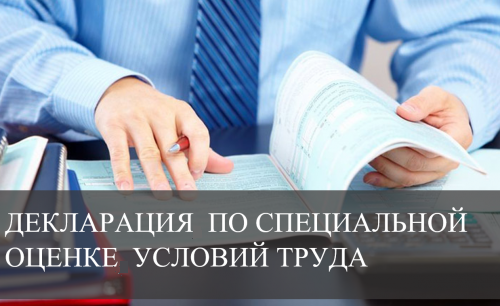 ДЕКЛАРАЦИЯ ПО СПЕЦИАЛЬНОЙ
ОЦЕНКЕ УСЛОВИЙ ТРУДА